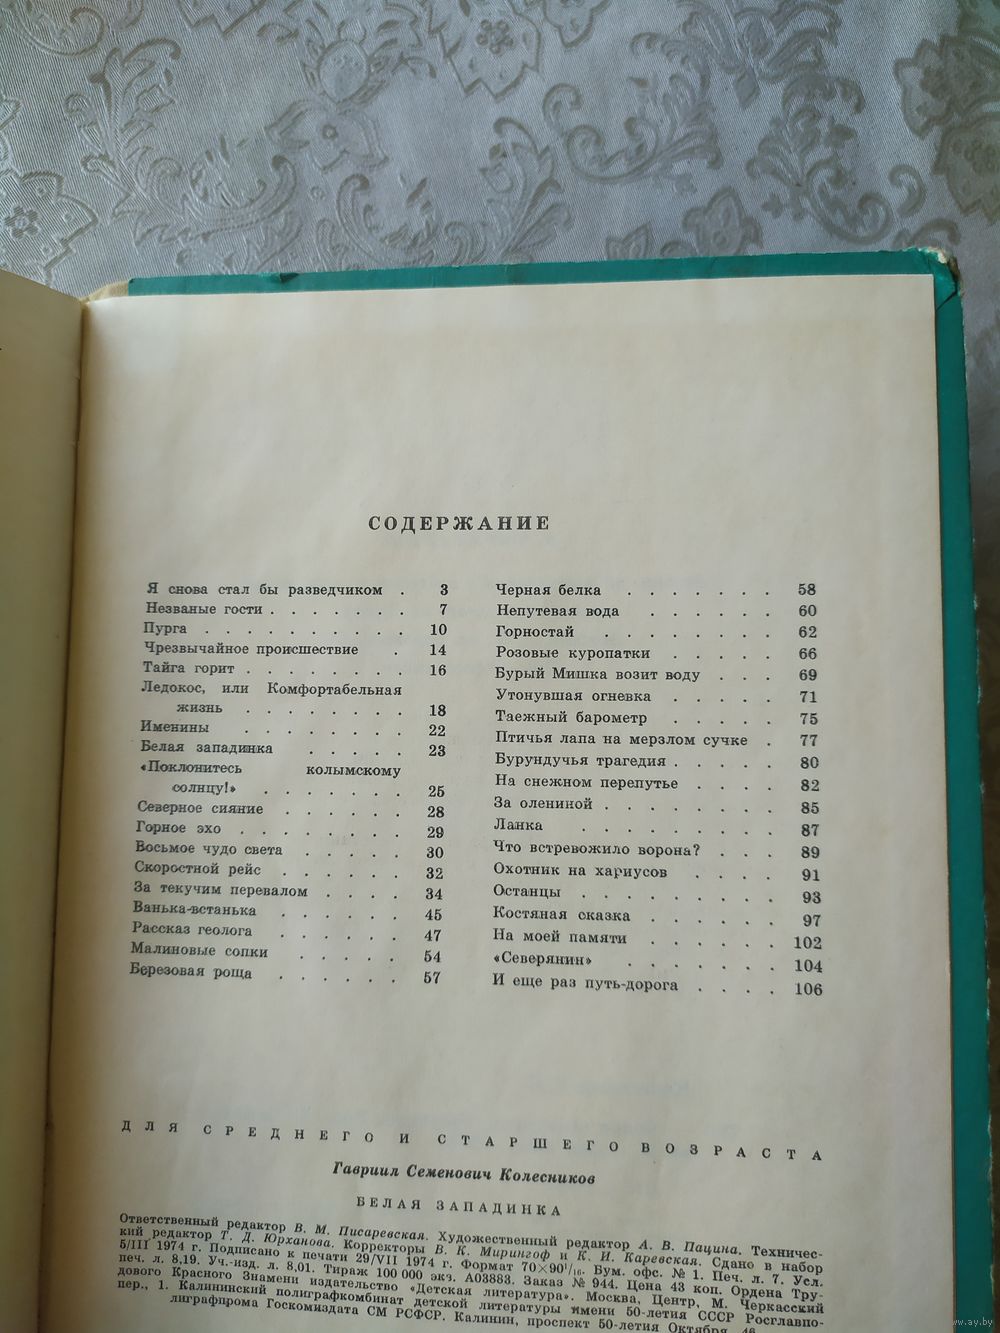 СОДЕРЖАНИЕ
Я снова стал бы разведчиком . 3
Незваные гости . . . . . . . 7
Пурга . . . . . . . . . . 10
Чрезвычайное происшествие . 14
Тайга горит . . . . . . . . 16
Ледокос, или Комфортабельная
жизнь . . . . . . . . 18
Именины . . . . . . . . 22
Белая западинка . . . . . 23
«Поклонитесь колымскому
солнцу!» . . . . . . . 25
Северное сияние . . . . . . 28
Горное эхо . . . . . . . . 29
Восьмое чудо света . . . . . 30
Скоростной рейс . . . . . . 32
За текучим перевалом . . . . 34
Ванька-встанька . . . . . . 45
Рассказ геолога . . . . . . 47
Малиновые сопки . . . . . 54
Березовая роща . . . . . . 57
Черная белка . . . . . . . 58
Непутевая вода . . . . . . 60
Горностай . . . . . . . . 62
Розовые куропатки . . . . . 66
Бурый Мишка возит воду . . . 69
Утонувшая огневка . . . . . 71
Таежный барометр . . . . . 75
Птичья лапа на мерзлом сучке . 77
Бурундучья трагедия . . . . . 80
На снежном перепутье . . . . 82
За олениной . . . . . . . . 85
Ланка . . . . . . . . . 87
Что встревожило ворона? . . . 89
Охотник на хариусов . . . . 91
Останцы . . . . . . . . . 93
Костяная сказка . . . . . . 97
На моей памяти . . . . . . 102
«Северянин» . . . . . . . 104
И еще раз путь-дорога . . . . 106
ДЛЯ СРЕДНЕГО И СТАРШЕГО ВОЗРАСТА
Гавриил Семенович Колесников
БЕЛАЯ ЗАПАДИНКА
Ответственный редактор В. М. Писаревская. Художественный редактор А. В. Пацина. Техничес-
кий редактор Т. Д. Юрханова. Корректоры В. К. Мирингоф и К. И. Каревская. Сдано в набор
5/III 1974 г. Подписано к печати 29/VII 1974 г. Формат 70×90¹/₁₆. Бум. офс. № 1. Печ. л. 7. Усл.
печ. л. 8,19. Уч.-изд. л. 8,01. Тираж 100 000 экз. А03883. Заказ № 944. Цена 43 коп. Ордена Тру-
дового Красного Знамени издательство «Детская литература». Москва, Центр, М. Черкасский
пер., 1. Калининский полиграфкомбинат детской литературы имени 50-летия СССР Росглавпо-
лиграфпрома Госкомиздата СМ РСФСР. Калинин, проспект 50-летия Октября, 46.
www.ay.by